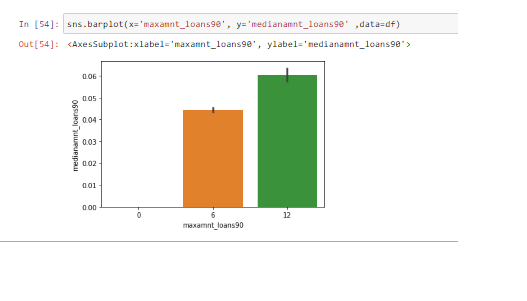 In [54]: sns.barplot(x='maxamnt_loans90', y='medianamnt_loans90' ,data=df)
Out[54]: <AxesSubplot:xlabel='maxamnt_loans90', ylabel='medianamnt_loans90'>
medianamnt_loans90
0.06
0.05
0.04
0.03
0.02
0.01
0.00
0 6 12
maxamnt_loans90